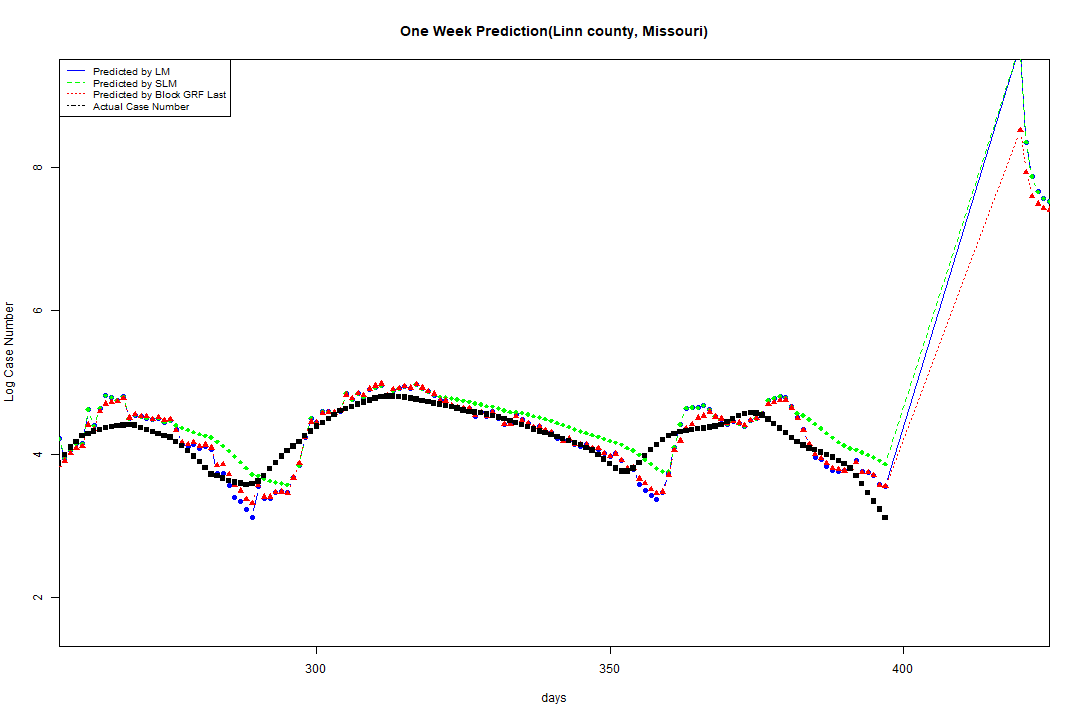 One Week Prediction(Linn county, Missouri)
Predicted by LM
Predicted by SLM
Predicted by Block GRF Last
Actual Case Number
8
6
4
2
Log Case Number
300 350 400
days